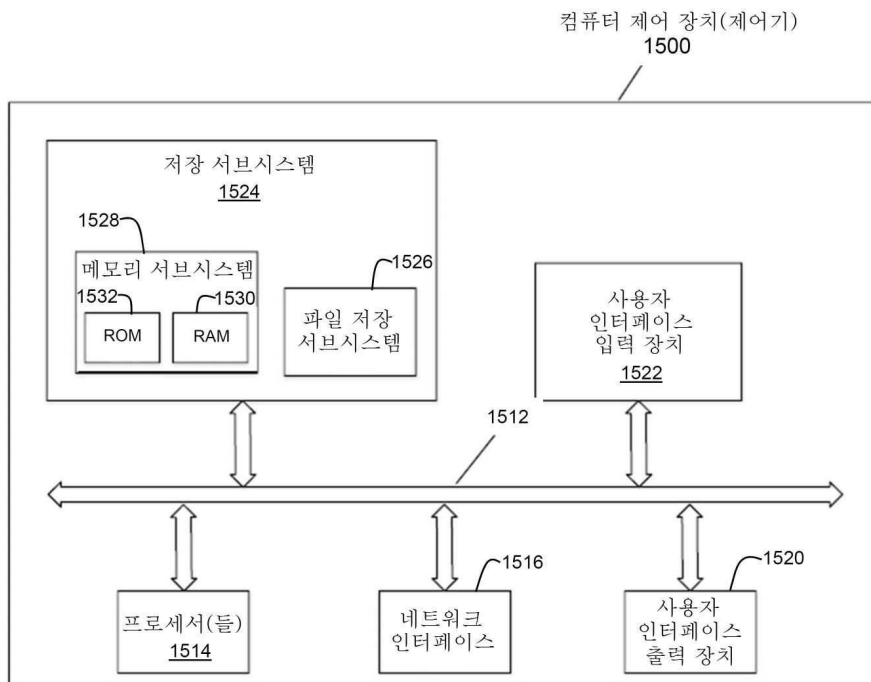 컴퓨터 제어 장치(제어기)
1500
저장 서브시스템
1524
1528
메모리 서브시스템
1532
1530
ROM
RAM
1526
파일 저장
서브시스템
사용자
인터페이스
입력 장치
1522
1512
프로세서(들)
1514
1516
네트워크
인터페이스
1520
사용자
인터페이스
출력 장치